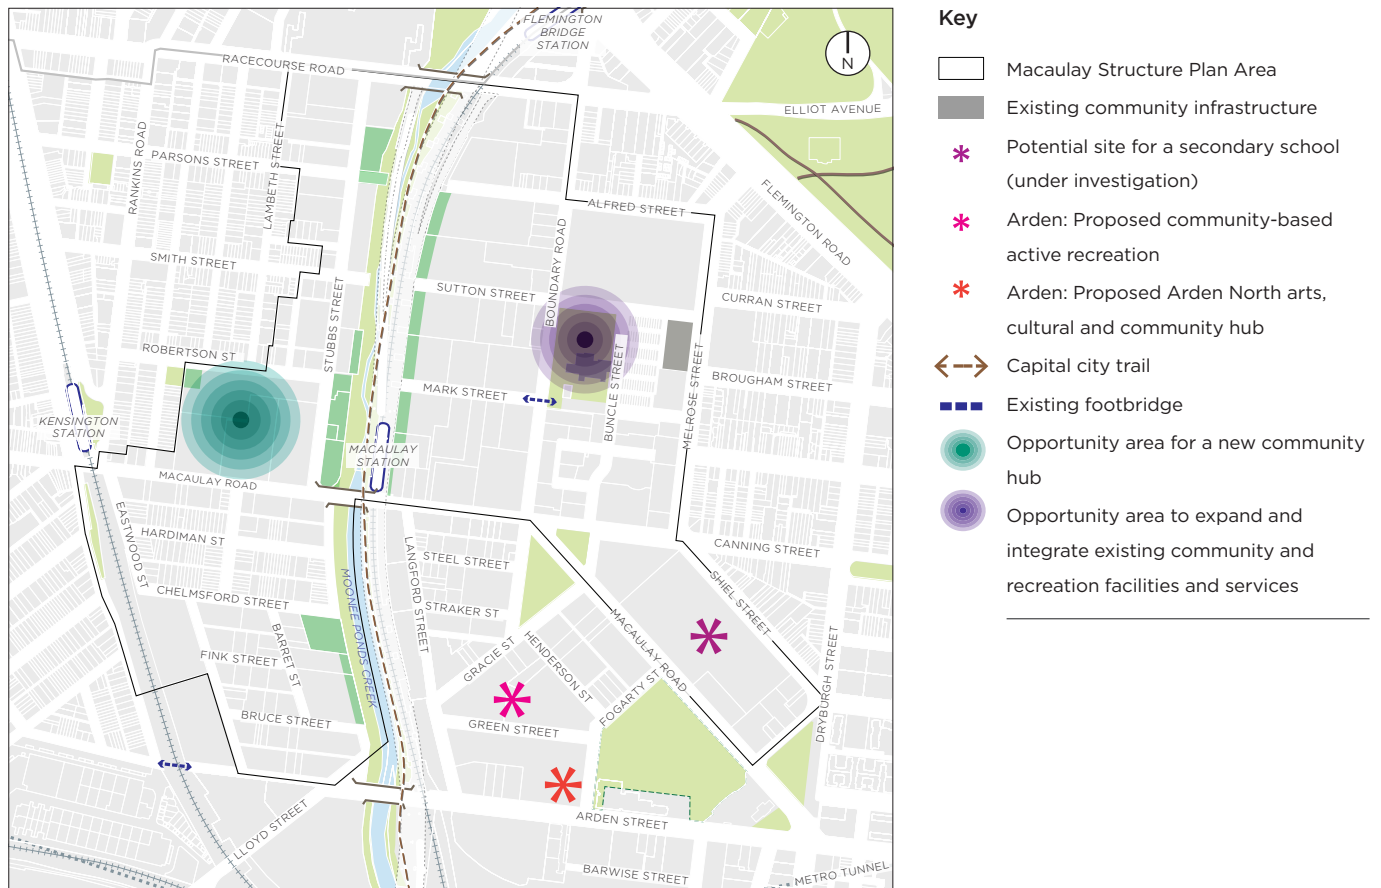 FLEMINGTON
BRIDGE
STATION
N
RACECOURSE ROAD
ELLIOT AVENUE
RANKINS ROAD
PARSONS STREET
LAMBETH STREET
ALFRED STREET
FLEMINGTON ROAD
SMITH STREET
BOUNDARY ROAD
SUTTON STREET
CURRAN STREET
STUBBS STREET
ROBERTSON ST
MARK STREET
BUNCLE STREET
MELROSE STREET
BROUGHAM STREET
KENSINGTON
STATION
MACAULAY
STATION
MACAULAY ROAD
EASTWOOD ST
HARDIMAN ST
LANGFORD STREET
STEEL STREET
CANNING STREET
SHIEL STREET
CHELMSFORD STREET
MOONEE PONDS CREEK
STRAKER ST
MACAULAY ROAD
BARRET ST
GRACIE ST
HENDERSON ST
FINK STREET
FOGARTY ST
DRYBURGH STREET
BRUCE STREET
GREEN STREET
LLOYD STREET
ARDEN STREET
BARWISE STREET
METRO TUNNEL
Key
Macaulay Structure Plan Area
Existing community infrastructure
Potential site for a secondary school
(under investigation)
Arden: Proposed community-based
active recreation
Arden: Proposed Arden North arts,
cultural and community hub
Capital city trail
Existing footbridge
Opportunity area for a new community
hub
Opportunity area to expand and
integrate existing community and
recreation facilities and services